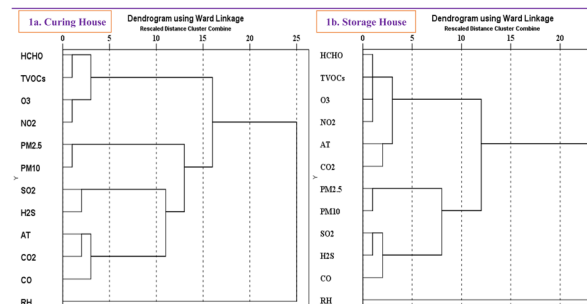 1a. Curing House
Dendrogram using Ward Linkage
Rescaled Distance Cluster Combine
0 5 10 15 20 25
HCHO
TVOCs
O3
NO2
PM2.5
PM10
Y
SO2
H2S
AT
CO2
CO
RH
1b. Storage House
Dendrogram using Ward Linkage
Rescaled Distance Cluster Combine
0 5 10 15 20
HCHO
TVOCs
O3
NO2
AT
CO2
Y
PM2.5
PM10
SO2
H2S
CO
RH